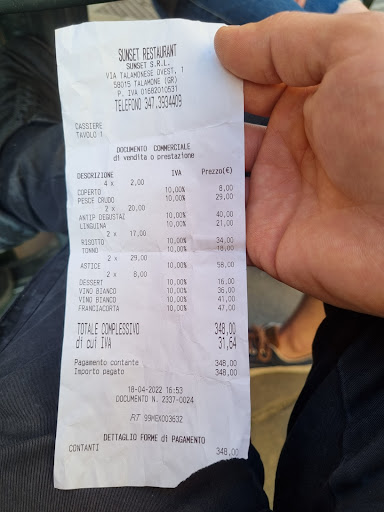 SUNSET RESTAURANT
SUNSET S.R.L.
VIA TALAMONESE OVEST, 1
58015 TALAMONE (GR)
P. IVA 01682010531
TELEFONO 347.3934409
CASSIERE
TAVOLO 1
DOCUMENTO COMMERCIALE
di vendita o prestazione
DESCRIZIONE IVA Prezzo(€)
4 x 2,00
COPERTO 10,00% 8,00
PESCE CRUDO 10,00% 29,00
2 x 20,00
ANTIP DEGUSTAZ 10,00% 40,00
LINGUINA 10,00% 21,00
2 x 17,00
RISOTTO 10,00% 34,00
TONNO 10,00% 18,00
2 x 29,00
ASTICE 10,00% 58,00
2 x 8,00
DESSERT 10,00% 16,00
VINO BIANCO 10,00% 36,00
VINO BIANCO 10,00% 41,00
FRANCIACORTA 10,00% 47,00
TOTALE COMPLESSIVO 348,00
di cui IVA 31,64
Pagamento contante 348,00
Importo pagato 348,00
18-04-2022 16:53
DOCUMENTO N. 2337-0024
RT 99MEX003632
DETTAGLIO FORME di PAGAMENTO
CONTANTI 348,00